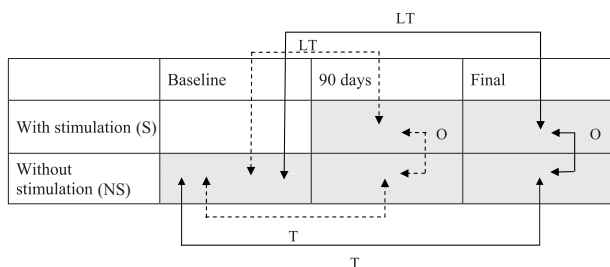 LT
LT
Baseline 90 days Final
With stimulation (S)
O O
Without
stimulation (NS)
T
T